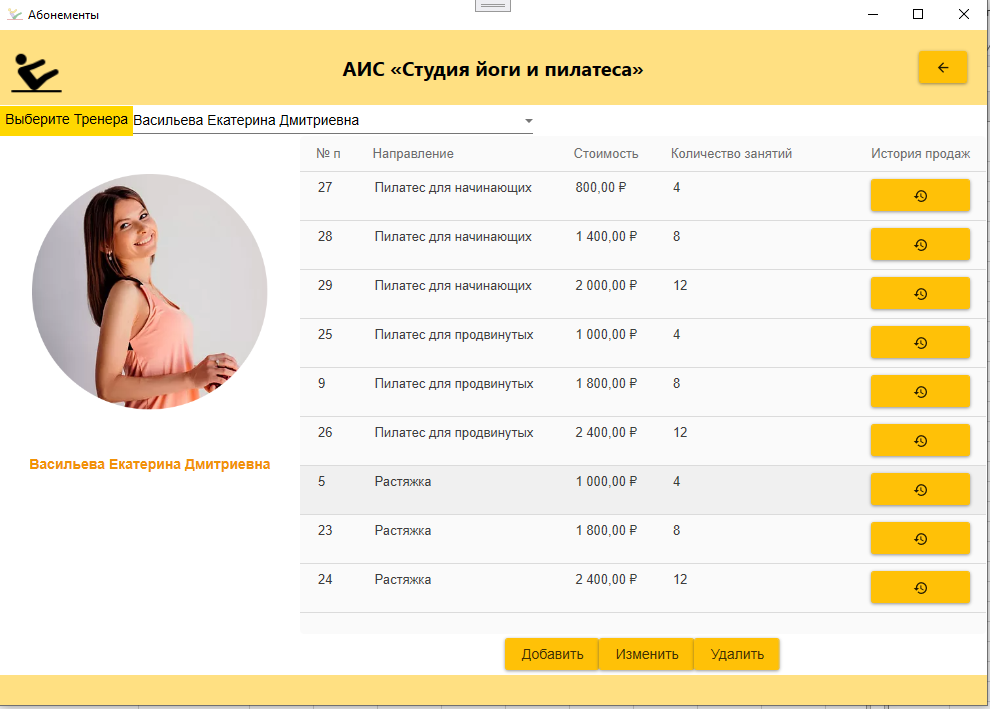 Абонементы
АИС «Студия йоги и пилатеса»
Выберите Тренера Васильева Екатерина Дмитриевна
№ п Направление Стоимость Количество занятий История продаж
27 Пилатес для начинающих 800,00 ₽ 4
28 Пилатес для начинающих 1 400,00 ₽ 8
29 Пилатес для начинающих 2 000,00 ₽ 12
25 Пилатес для продвинутых 1 000,00 ₽ 4
9 Пилатес для продвинутых 1 800,00 ₽ 8
26 Пилатес для продвинутых 2 400,00 ₽ 12
Васильева Екатерина Дмитриевна
5 Растяжка 1 000,00 ₽ 4
23 Растяжка 1 800,00 ₽ 8
24 Растяжка 2 400,00 ₽ 12
Добавить Изменить Удалить